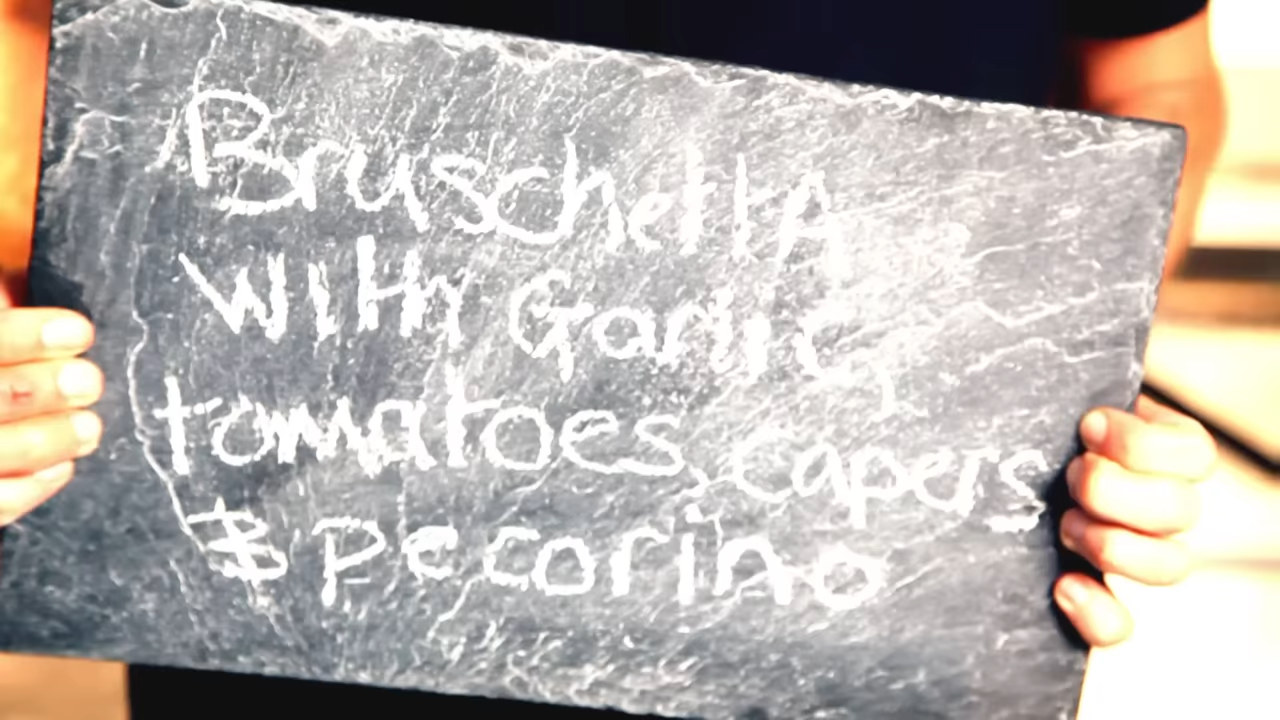 BruschettA
with Garlic,
tomatoes, capers
& pecorino